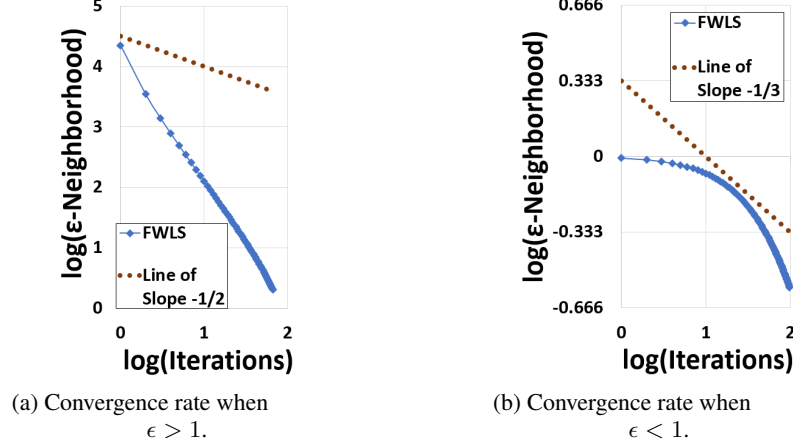 5
4
3
2
1
0
log(ε-Neighborhood)
FWLS
Line of
Slope -1/2
0
1
2
log(Iterations)
(a) Convergence rate when
ϵ > 1.
0.666
0.333
0
-0.333
-0.666
log(ε-Neighborhood)
FWLS
Line of
Slope -1/3
0
1
2
log(Iterations)
(b) Convergence rate when
ϵ < 1.